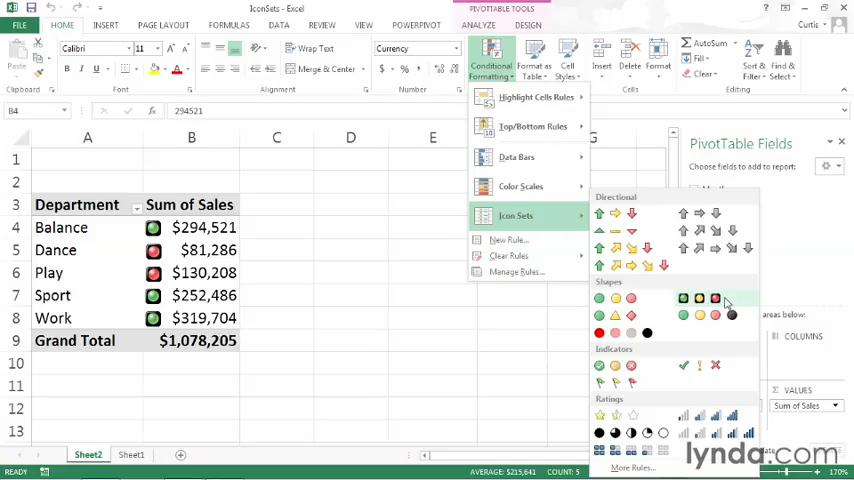 IconSets - Excel
PIVOTTABLE TOOLS
FILE HOME INSERT PAGE LAYOUT FORMULAS DATA REVIEW VIEW POWERPIVOT ANALYZE DESIGN Curtis
Calibri 11 Wrap Text Currency AutoSum
Paste B I U Merge & Center $ % Conditional Formatting Format as Table Cell Styles Insert Delete Format Fill Clear Sort & Filter Find & Select
Clipboard Font Alignment Number Cells Editing
B4 fx 294521
Highlight Cells Rules
Top/Bottom Rules
Data Bars
Color Scales
Icon Sets
New Rule...
Clear Rules
Manage Rules...
Directional
Shapes
Indicators
Ratings
More Rules...
A B C D E G
1
2
3 Department Sum of Sales
4 Balance $294,521
5 Dance $81,286
6 Play $130,208
7 Sport $252,486
8 Work $319,704
9 Grand Total $1,078,205
10
11
12
13
PivotTable Fields
Choose fields to add to report:
areas below:
COLUMNS
VALUES
Sum of Sales
Sheet2 Sheet1
READY AVERAGE: $215,641 COUNT: 5 170%
lynda.com